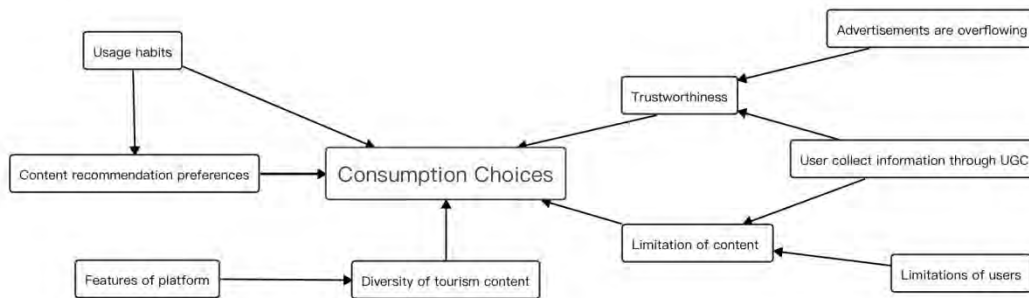 Advertisements are overflowing
Usage habits
Trustworthiness
User collect information through UGC
Content recommendation preferences
Consumption Choices
Limitation of content
Features of platform
Diversity of tourism content
Limitations of users